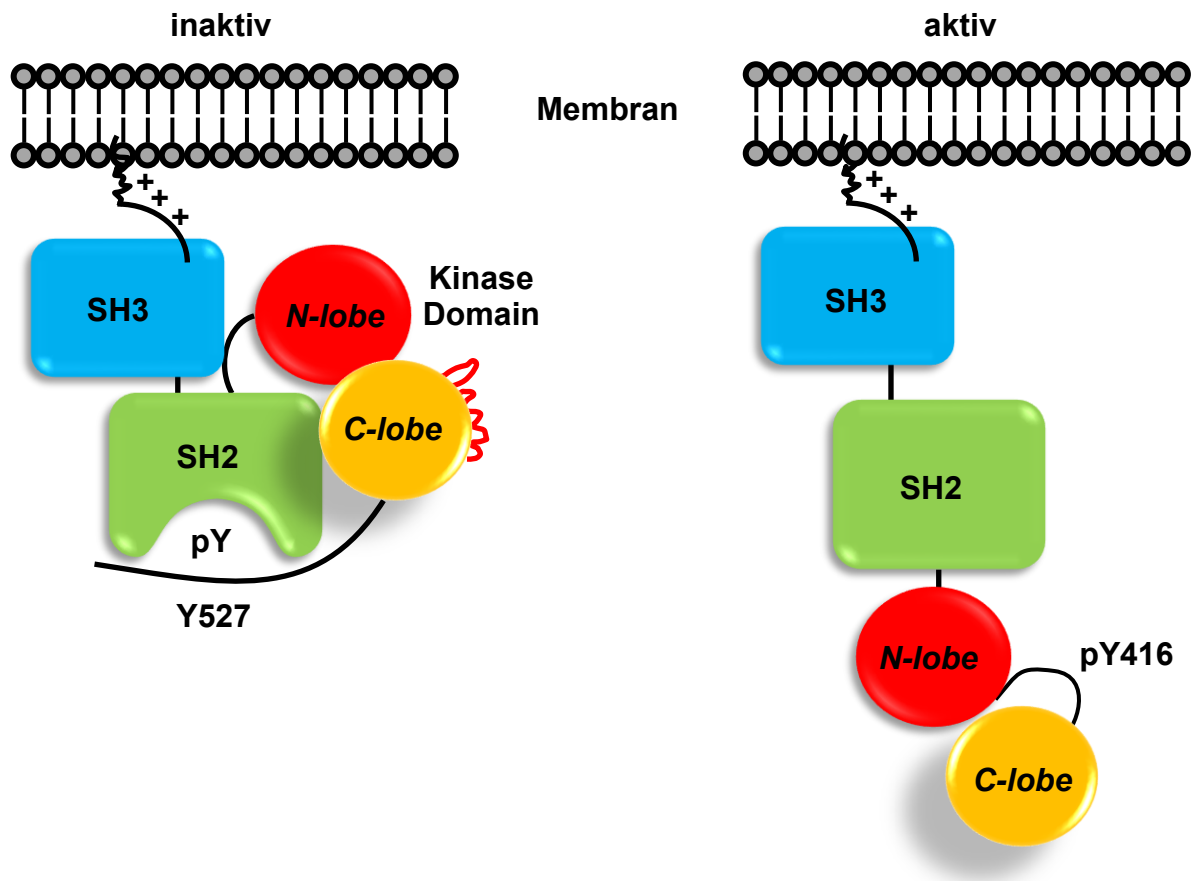 inaktiv
aktiv
Membran
+
+
+
+
+
+
SH3
N-lobe
Kinase
Domain
C-lobe
SH2
pY
Y527
SH3
SH2
N-lobe
pY416
C-lobe